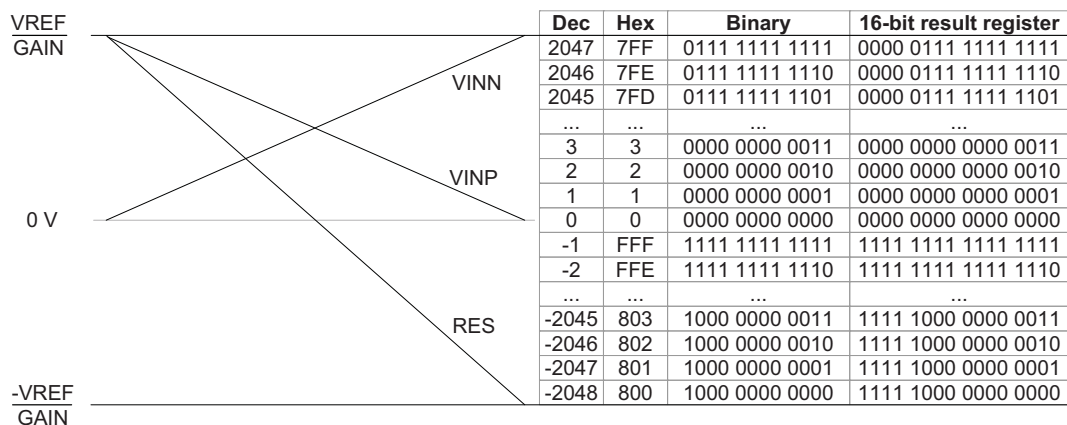 VREF
GAIN
VINN
VINP
0 V
RES
-VREF
GAIN
Dec Hex Binary 16-bit result register
2047 7FF 0111 1111 1111 0000 0111 1111 1111
2046 7FE 0111 1111 1110 0000 0111 1111 1110
2045 7FD 0111 1111 1101 0000 0111 1111 1101
... ... ... ...
3 3 0000 0000 0011 0000 0000 0000 0011
2 2 0000 0000 0010 0000 0000 0000 0010
1 1 0000 0000 0001 0000 0000 0000 0001
0 0 0000 0000 0000 0000 0000 0000 0000
-1 FFF 1111 1111 1111 1111 1111 1111 1111
-2 FFE 1111 1111 1110 1111 1111 1111 1110
... ... ... ...
-2045 803 1000 0000 0011 1111 1000 0000 0011
-2046 802 1000 0000 0010 1111 1000 0000 0010
-2047 801 1000 0000 0001 1111 1000 0000 0001
-2048 800 1000 0000 0000 1111 1000 0000 0000